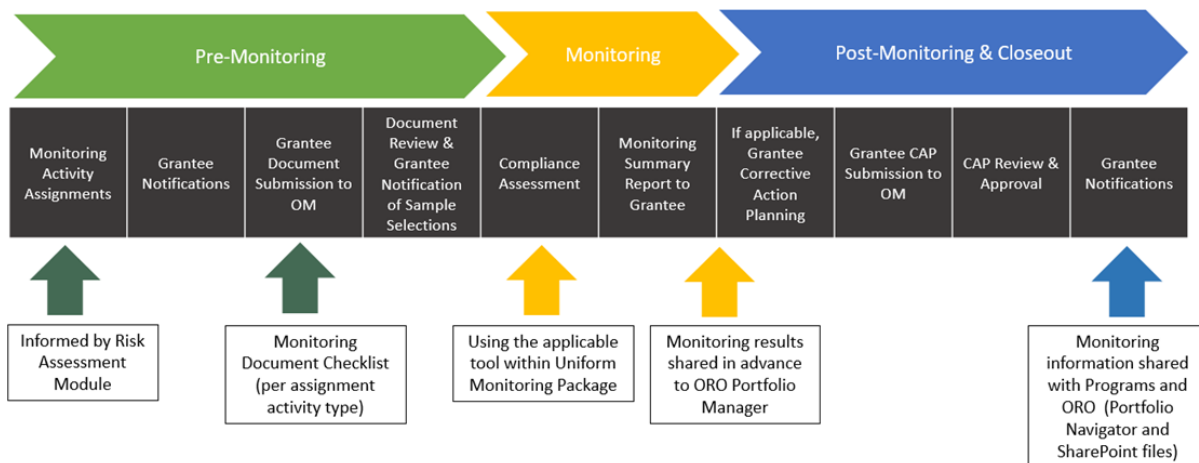 Pre-Monitoring
Monitoring
Post-Monitoring & Closeout
Monitoring
Activity
Assignments
Grantee
Notifications
Grantee
Document
Submission to
OM
Document
Review &
Grantee
Notification
of Sample
Selections
Compliance
Assessment
Monitoring
Summary
Report to
Grantee
If applicable,
Grantee
Corrective
Action
Planning
Grantee CAP
Submission to
OM
CAP Review &
Approval
Grantee
Notifications
Informed by Risk
Assessment
Module
Monitoring
Document Checklist
(per assignment
activity type)
Using the applicable
tool within Uniform
Monitoring Package
Monitoring results
shared in advance
to ORO Portfolio
Manager
Monitoring
information shared
with Programs and
ORO (Portfolio
Navigator and
SharePoint files)